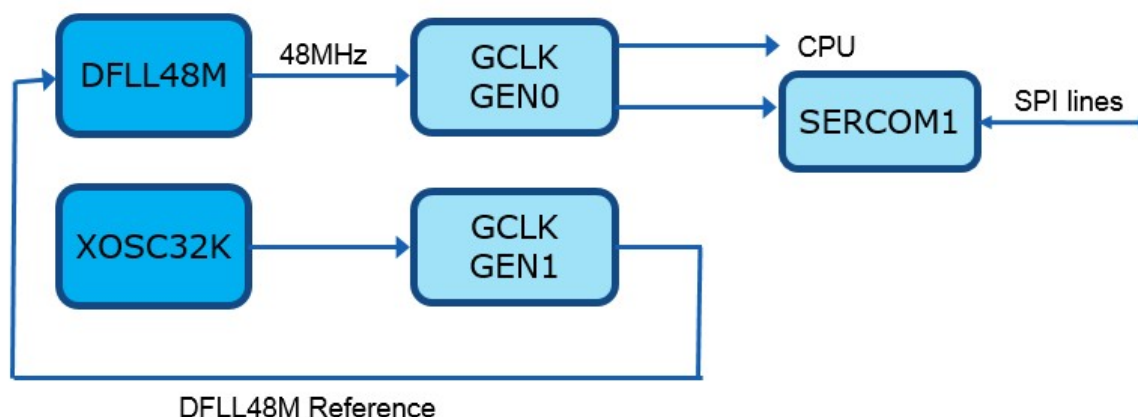 DFLL48M
48MHz
GCLK
GEN0
CPU
SERCOM1
SPI lines
XOSC32K
GCLK
GEN1
DFLL48M Reference